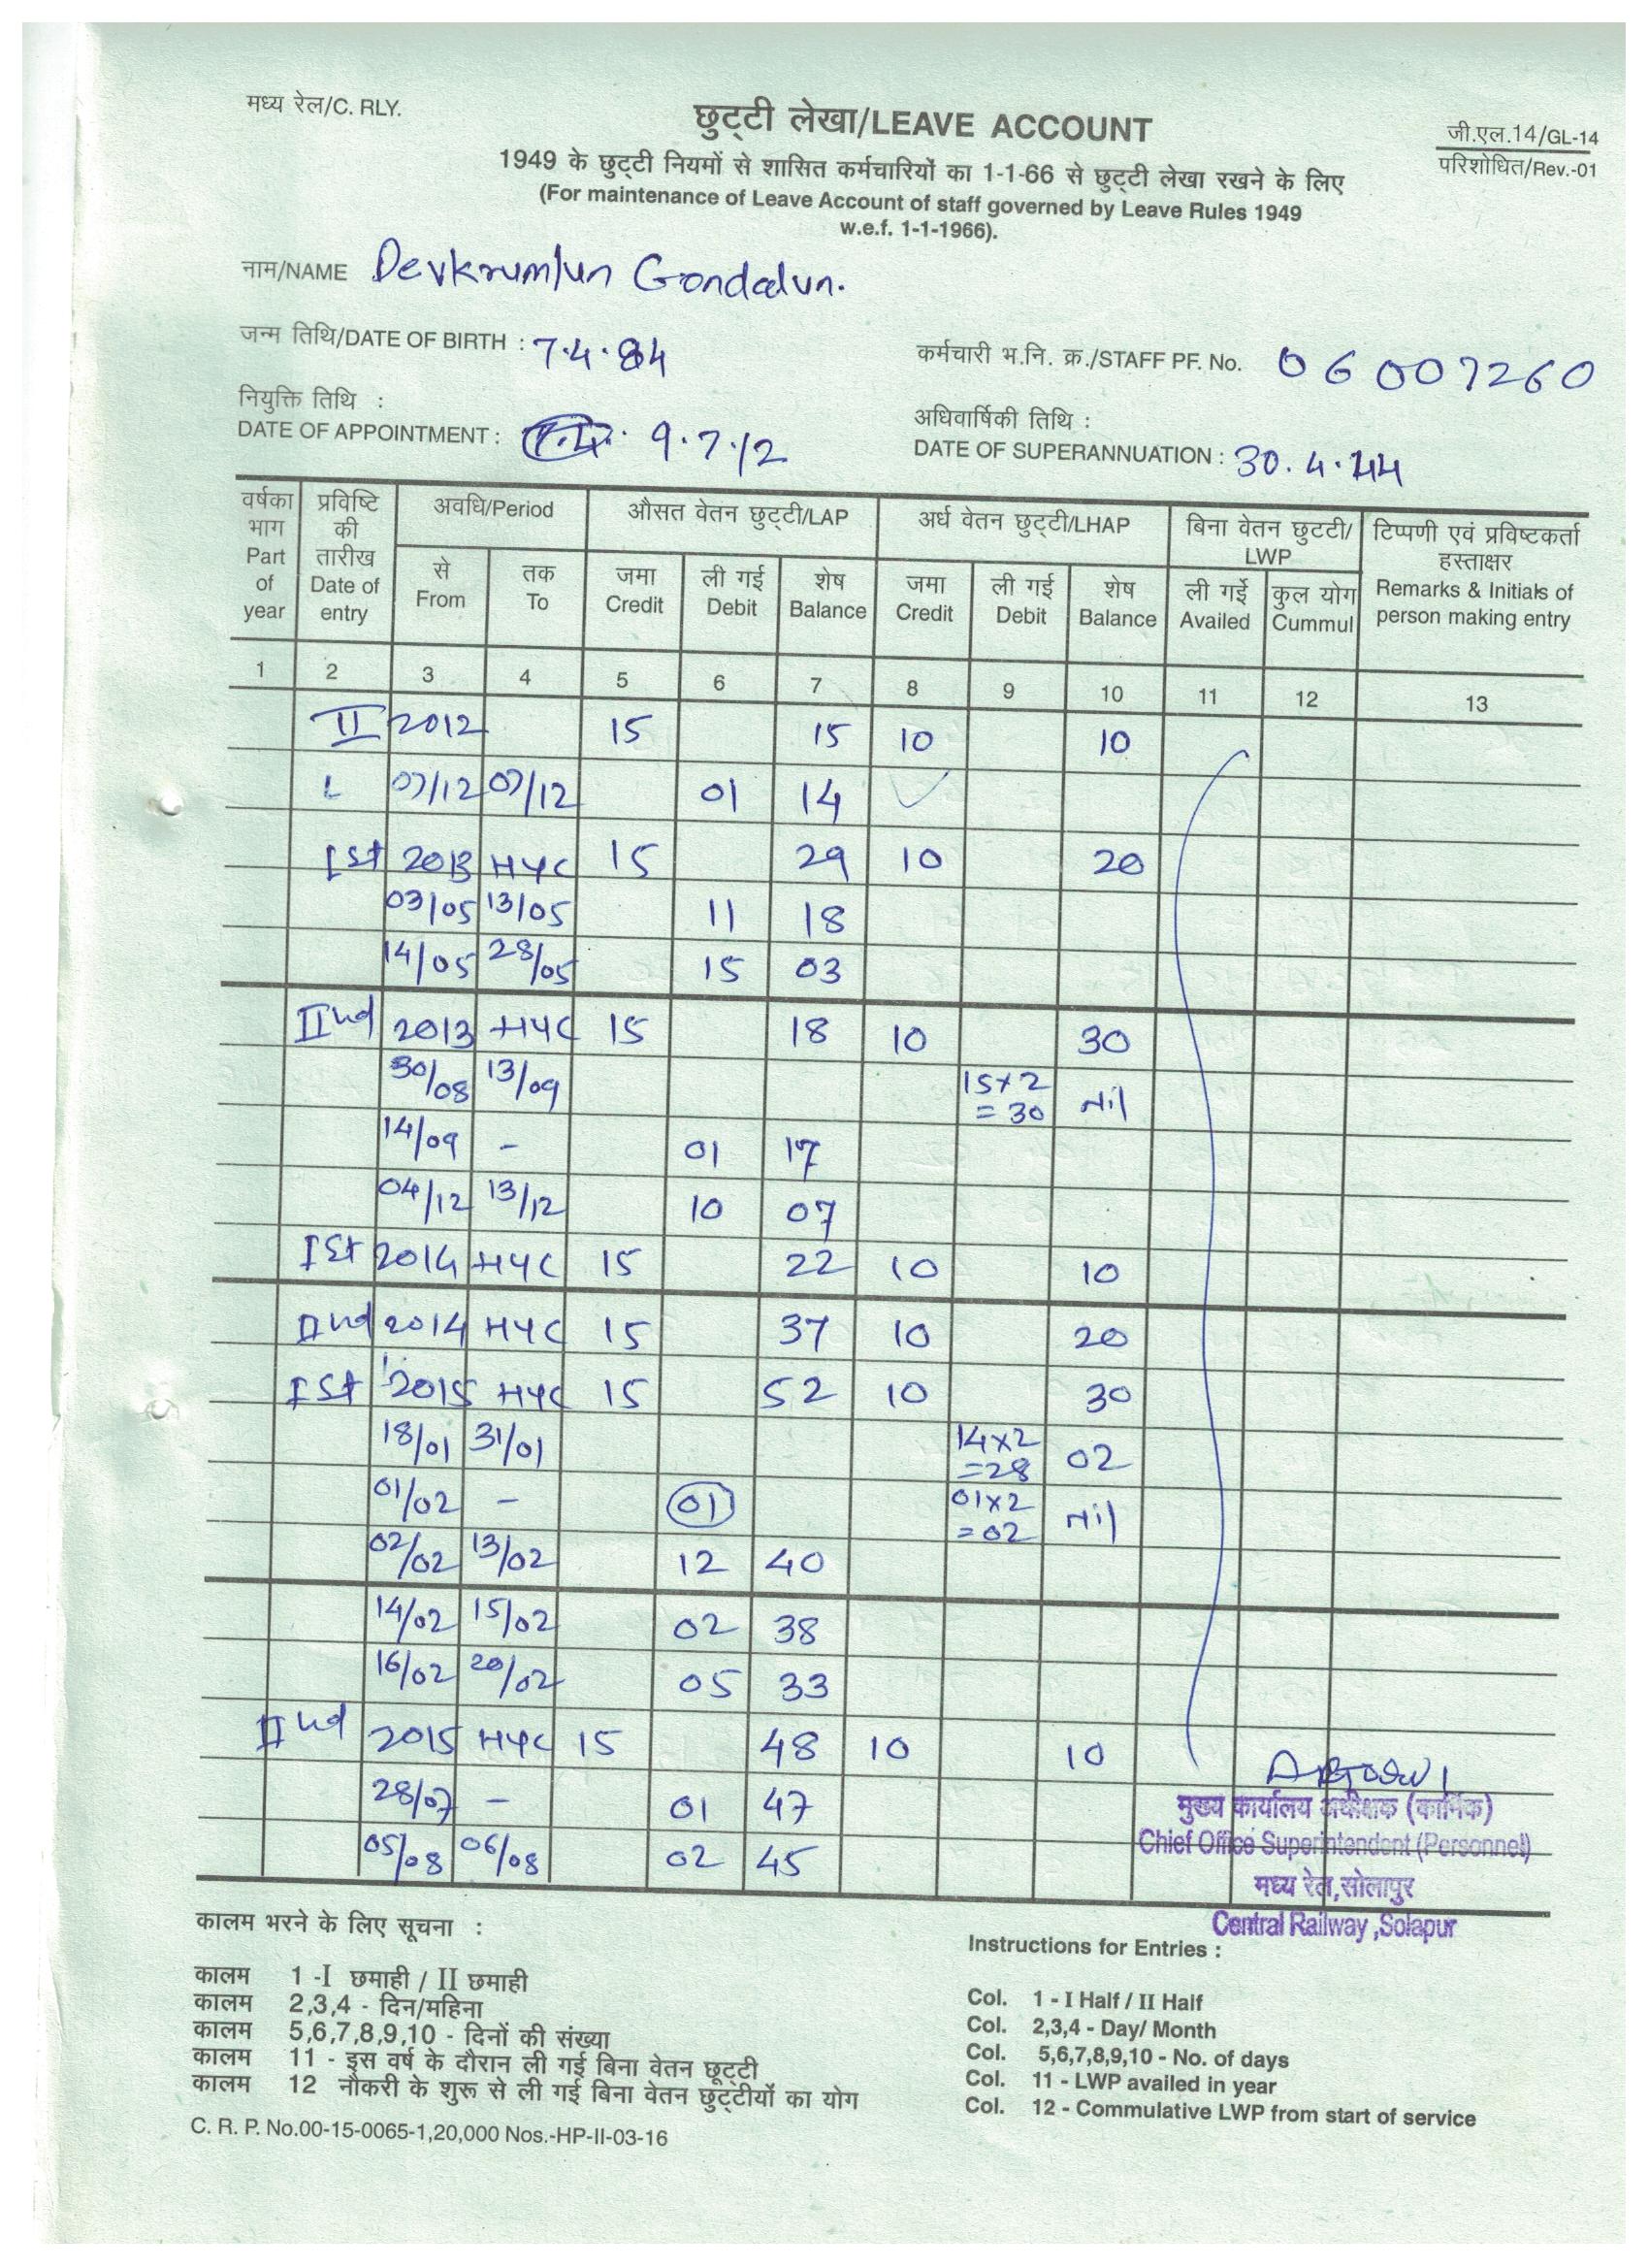 मध्य रेल/C. RLY.
छुट्टी लेखा/LEAVE ACCOUNT
जी.एल.14/GL-14
परिशोधित/Rev.-01
1949 के छुट्टी नियमों से शासित कर्मचारियों का 1-1-66 से छुट्टी लेखा रखने के लिए
(For maintenance of Leave Account of staff governed by Leave Rules 1949
w.e.f. 1-1-1966).
नाम/NAME
जन्म तिथि/DATE OF BIRTH : 7.4.84
कर्मचारी भ.नि. क्र./STAFF PF. No. 06007260
नियुक्ति तिथि :
DATE OF APPOINTMENT : 9.7.12
अधिवार्षिकी तिथि :
DATE OF SUPERANNUATION : 30.4.44
वर्षका भाग Part of year
प्रविष्टि की तारीख Date of entry
अवधि/Period
औसत वेतन छुट्टी/LAP
अर्ध वेतन छुट्टी/LHAP
बिना वेतन छुटटी/ LWP
टिप्पणी एवं प्रविष्टकर्ता हस्ताक्षर Remarks & Initials of person making entry
से From
तक To
जमा Credit
ली गई Debit
शेष Balance
जमा Credit
ली गई Debit
शेष Balance
ली गर्ई Availed
कुल योग Cummul
1 2 3 4 5 6 7 8 9 10 11 12 13
II 2012 15 15 10 10
07/12 07/12 01 14
Ist 2013 HYC 15 29 10 20
03/05 13/05 11 18
14/05 28/05 15 03
IInd 2013 HYC 15 18 10 30
30/08 13/09 15×2 = 30 Nil
14/09 - 01 17
04/12 13/12 10 07
Ist 2014 HYC 15 22 10 10
IInd 2014 HYC 15 37 10 20
Ist 2015 HYC 15 52 10 30
18/01 31/01 14×2 =28 02
01/02 - 01 01×2 =02 Nil
02/02 13/02 12 40
14/02 15/02 02 38
16/02 20/02 05 33
IInd 2015 HYC 15 48 10 10
28/07 - 01 47
05/08 06/08 02 45
मुख्य कार्यालय अधीक्षक (कार्मिक)
Chief Office Superintendent (Personnel)
मध्य रेल,सोलापुर
Central Railway ,Solapur
कालम भरने के लिए सूचना :
कालम 1 -I छमाही / II छमाही
कालम 2,3,4 - दिन/महिना
कालम 5,6,7,8,9,10 - दिनों की संख्या
कालम 11 - इस वर्ष के दौरान ली गई बिना वेतन छूट्टी
कालम 12 नौकरी के शुरू से ली गई बिना वेतन छुट्टीयों का योग
Instructions for Entries :
Col. 1 - I Half / II Half
Col. 2,3,4 - Day/ Month
Col. 5,6,7,8,9,10 - No. of days
Col. 11 - LWP availed in year
Col. 12 - Commulative LWP from start of service
C. R. P. No.00-15-0065-1,20,000 Nos.-HP-II-03-16